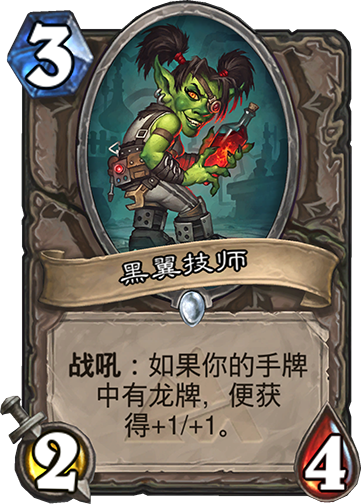 3
黑翼技师
战吼：如果你的手牌
中有龙牌，便获
得+1/+1。
2
4